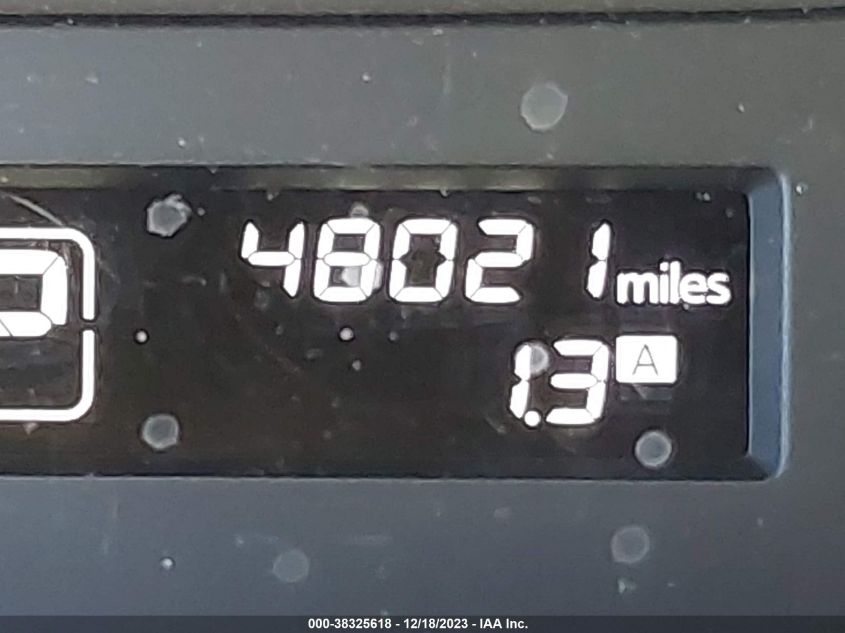 48021 miles
1.3 A
000-38325618 - 12/18/2023 - IAA Inc.